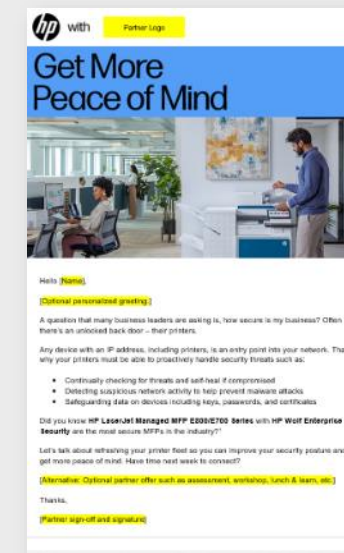 hp with Partner Logo
Get More
Peace of Mind
Hello [Name],
[Optional personalized greeting.]
A question that many business leaders are asking is, how secure is my business? Often
there's an unlocked back door – their printers.
Any device with an IP address, including printers, is an entry point into your network. Tha
why your printers must be able to proactively handle security threats such as:
• Continually checking for threats and self-heal if compromised
• Detecting suspicious network activity to help prevent malware attacks
• Safeguarding data on devices including keys, passwords, and certificates
Did you know HP LaserJet Managed MFP E800/E700 Series with HP Wolf Enterprise
Security are the most secure MFPs in the industry?*
Let's talk about refreshing your printer fleet so you can improve your security posture and
get more peace of mind. Have time next week to connect?
[Alternative: Optional partner offer such as assessment, workshop, lunch & learn, etc.]
Thanks,
[Partner sign-off and signature]